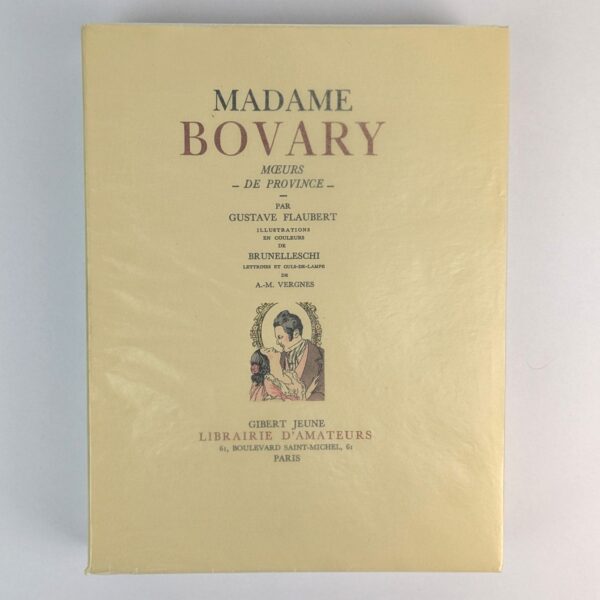 MADAME
BOVARY
MŒURS
– DE PROVINCE –
PAR
GUSTAVE FLAUBERT
ILLUSTRATIONS
EN COULEURS
DE
BRUNELLESCHI
LETTRINES ET CULS-DE-LAMPE
DE
A.-M. VERGNES
GIBERT JEUNE
LIBRAIRIE D'AMATEURS
61, BOULEVARD SAINT-MICHEL, 61
PARIS